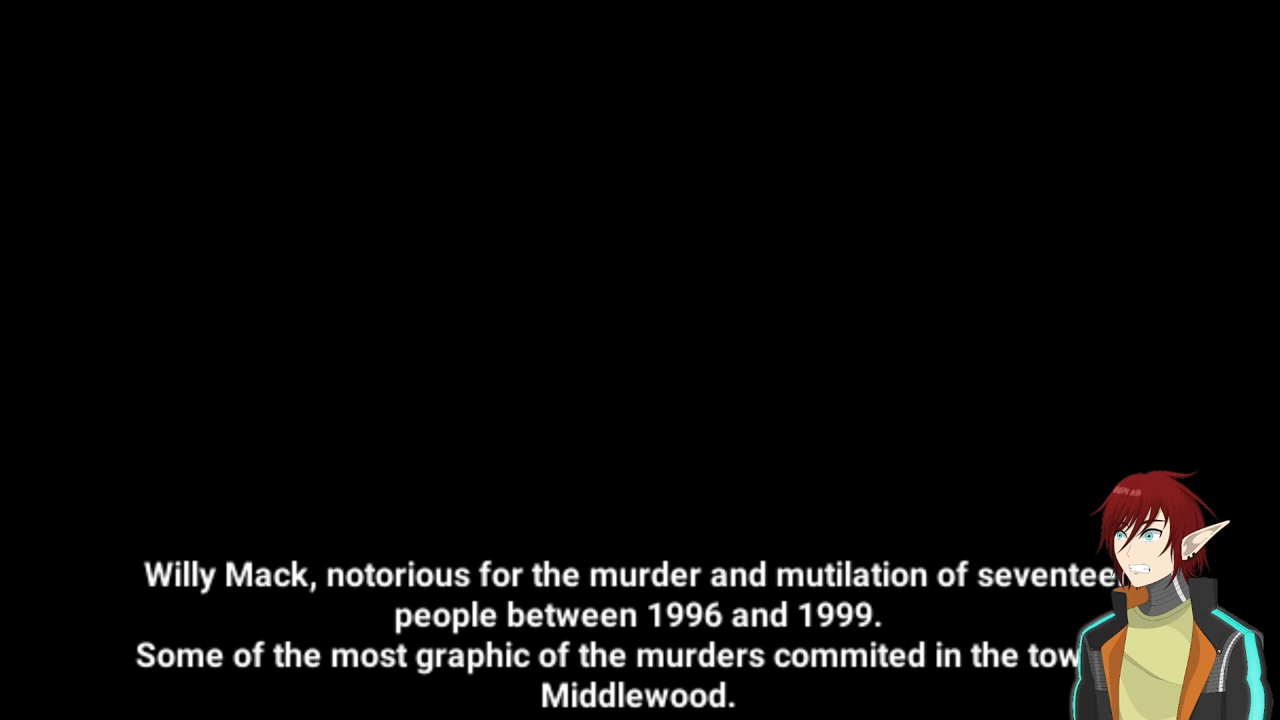 Willy Mack, notorious for the murder and mutilation of seventee
people between 1996 and 1999.
Some of the most graphic of the murders commited in the tow
Middlewood.